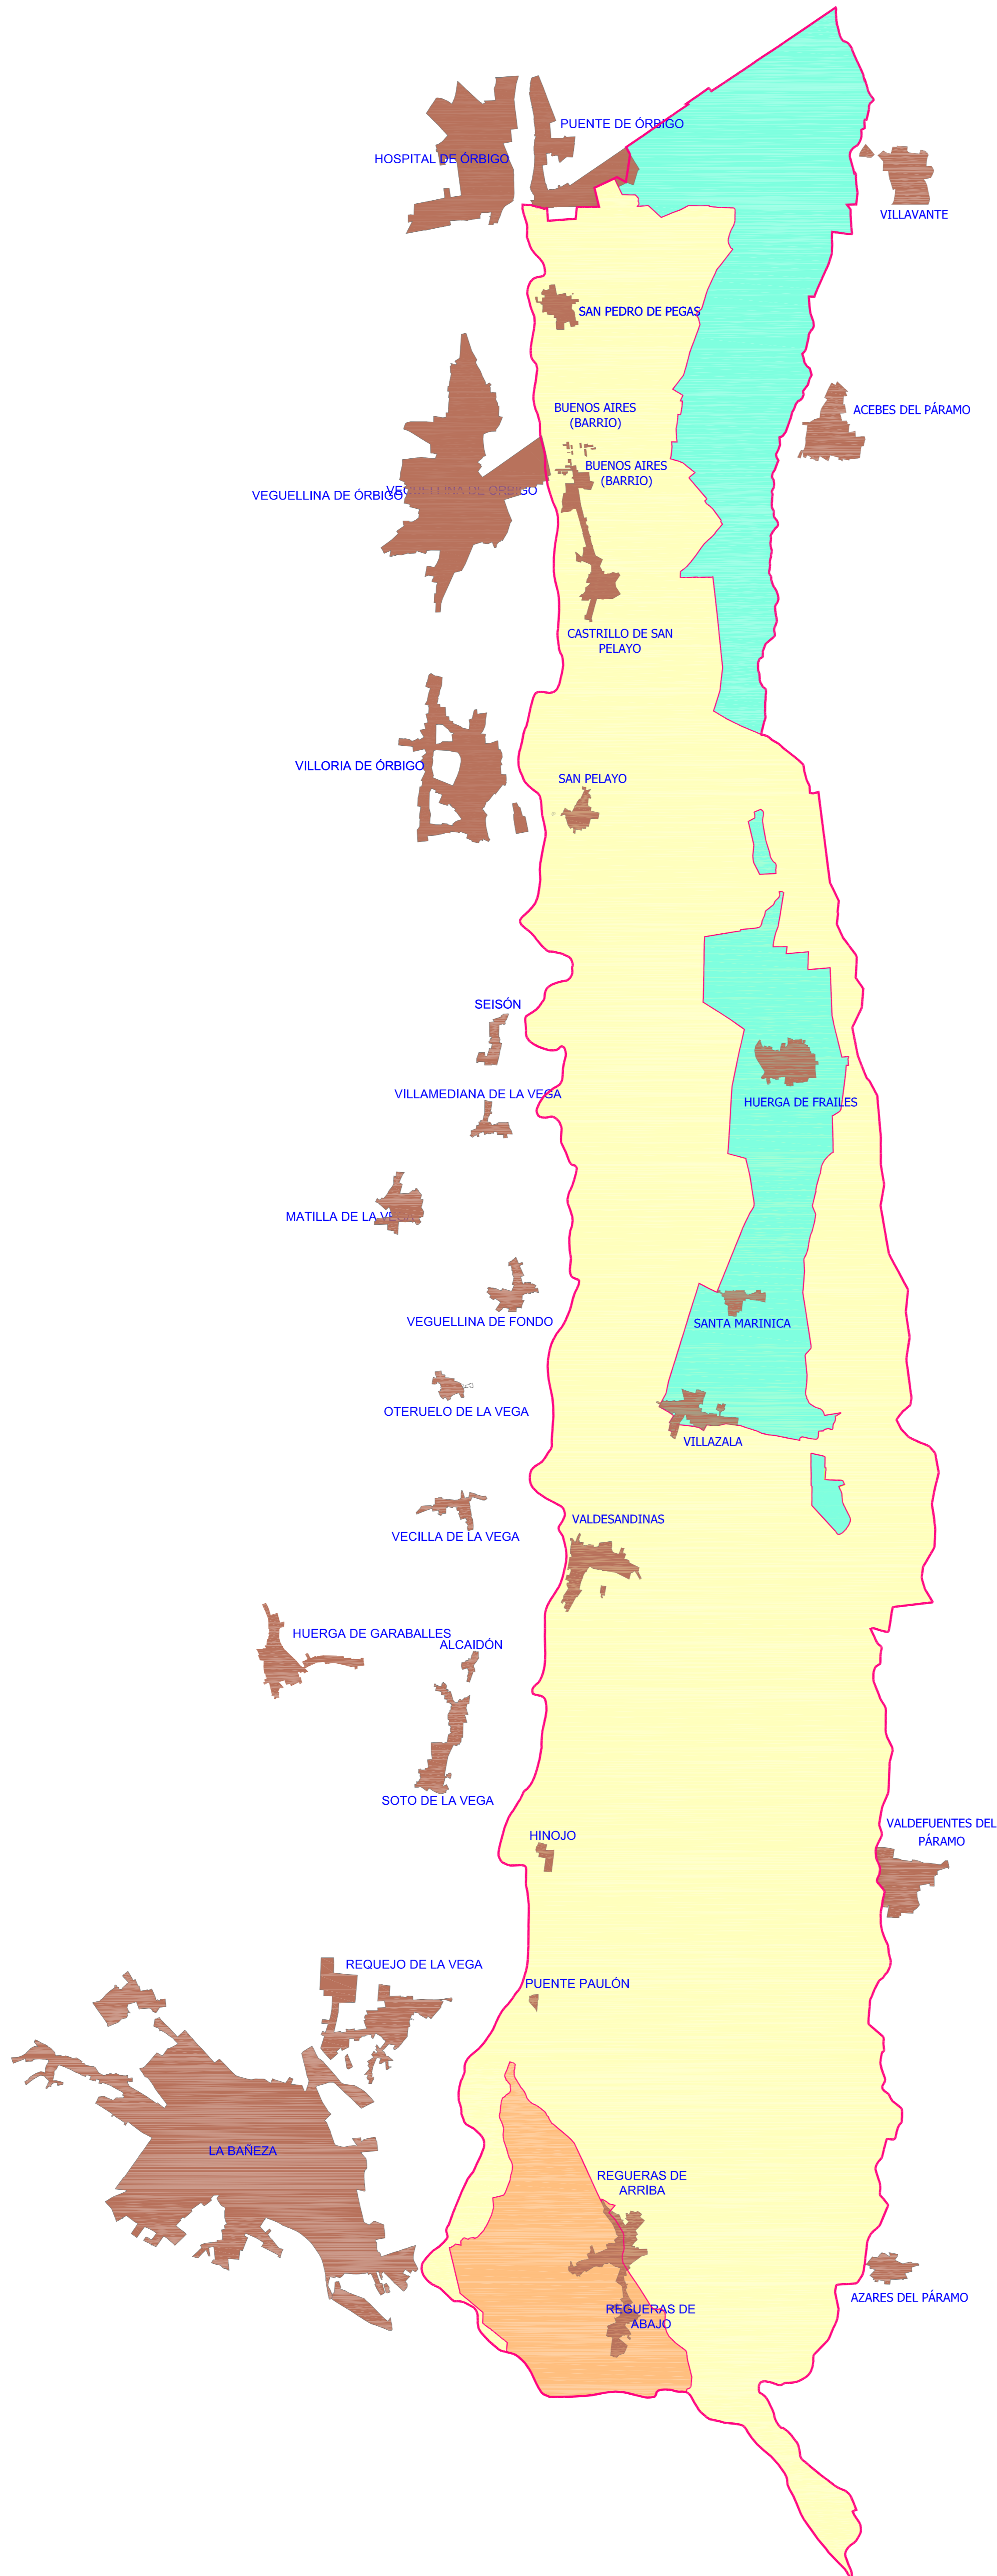 PUENTE DE ÓRBIGO
HOSPITAL DE ÓRBIGO
VILLAVANTE
SAN PEDRO DE PEGAS
BUENOS AIRES
(BARRIO)
ACEBES DEL PÁRAMO
BUENOS AIRES
(BARRIO)
VEGUELLINA DE ÓRBIGO
VEGUELLINA DE ÓRBIGO
CASTRILLO DE SAN
PELAYO
VILLORIA DE ÓRBIGO
SAN PELAYO
SEISÓN
VILLAMEDIANA DE LA VEGA
HUERGA DE FRAILES
MATILLA DE LA VEGA
VEGUELLINA DE FONDO
SANTA MARINICA
OTERUELO DE LA VEGA
VILLAZALA
VALDESANDINAS
VECILLA DE LA VEGA
HUERGA DE GARABALLES
ALCAIDÓN
SOTO DE LA VEGA
VALDEFUENTES DEL
PÁRAMO
HINOJO
REQUEJO DE LA VEGA
PUENTE PAULÓN
LA BAÑEZA
REGUERAS DE
ARRIBA
AZARES DEL PÁRAMO
REGUERAS DE
ABAJO